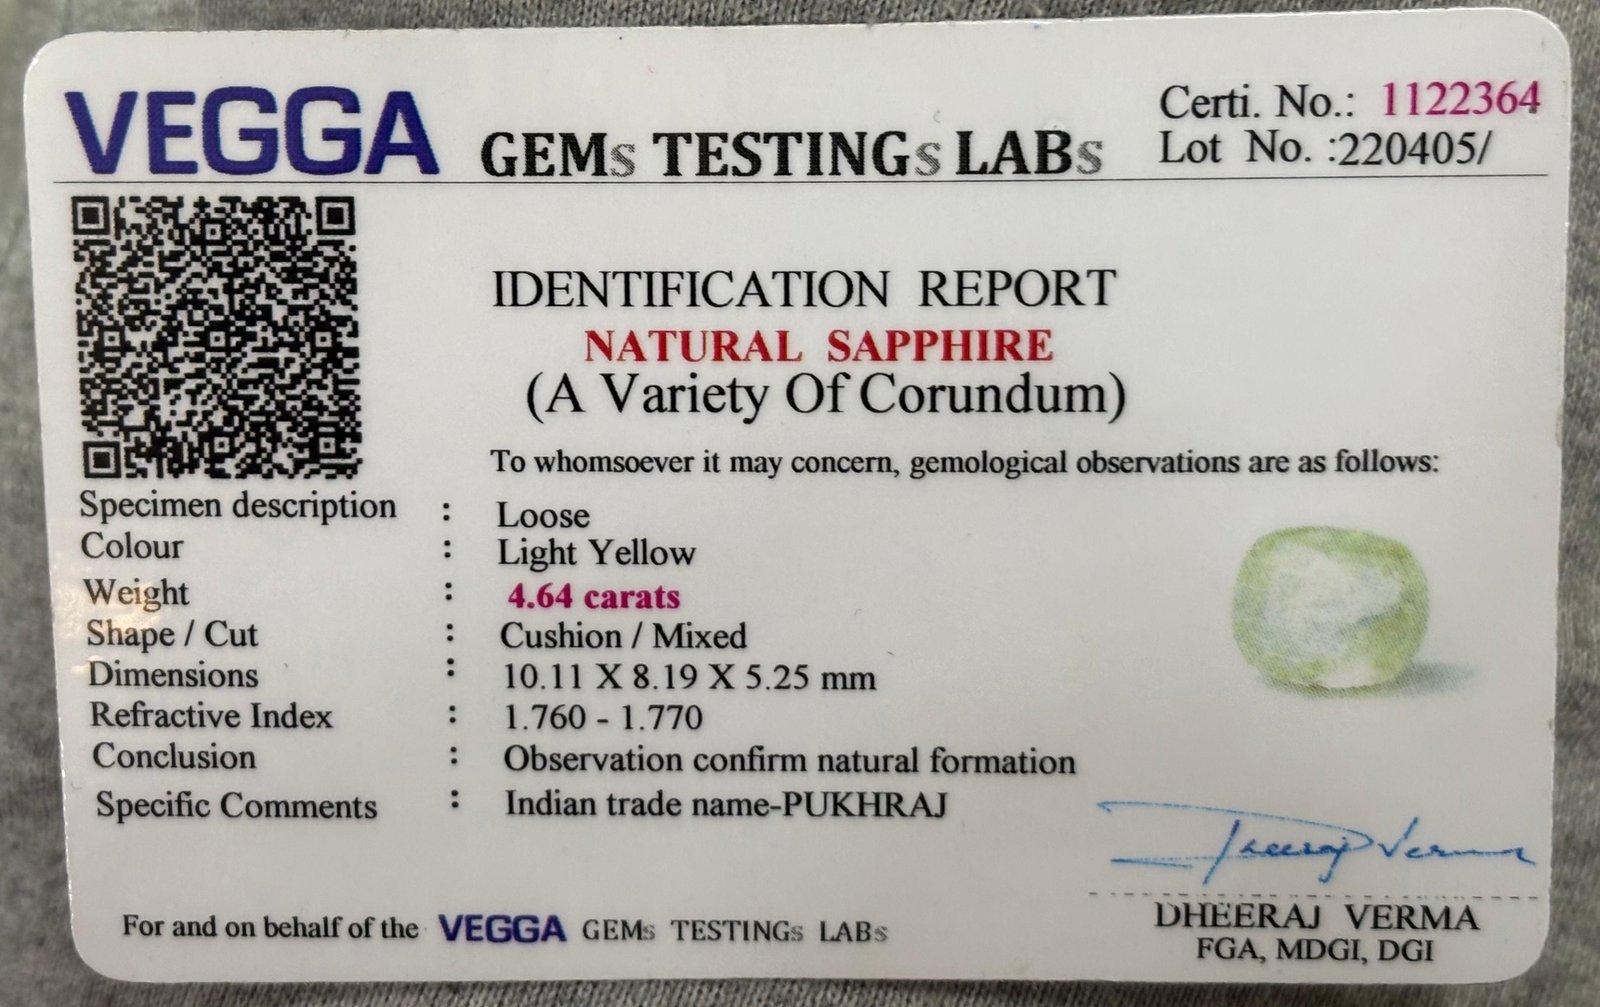 VEGGA GEMs TESTINGs LABs
Certi. No.: 1122364
Lot No. :220405/
IDENTIFICATION REPORT
NATURAL SAPPHIRE
(A Variety Of Corundum)
To whomsoever it may concern, gemological observations are as follows:
Specimen description : Loose
Colour : Light Yellow
Weight : 4.64 carats
Shape / Cut : Cushion / Mixed
Dimensions : 10.11 X 8.19 X 5.25 mm
Refractive Index : 1.760 - 1.770
Conclusion : Observation confirm natural formation
Specific Comments : Indian trade name-PUKHRAJ
Dheeraj Verma
DHEERAJ VERMA
FGA, MDGI, DGI
For and on behalf of the VEGGA GEMs TESTINGs LABs